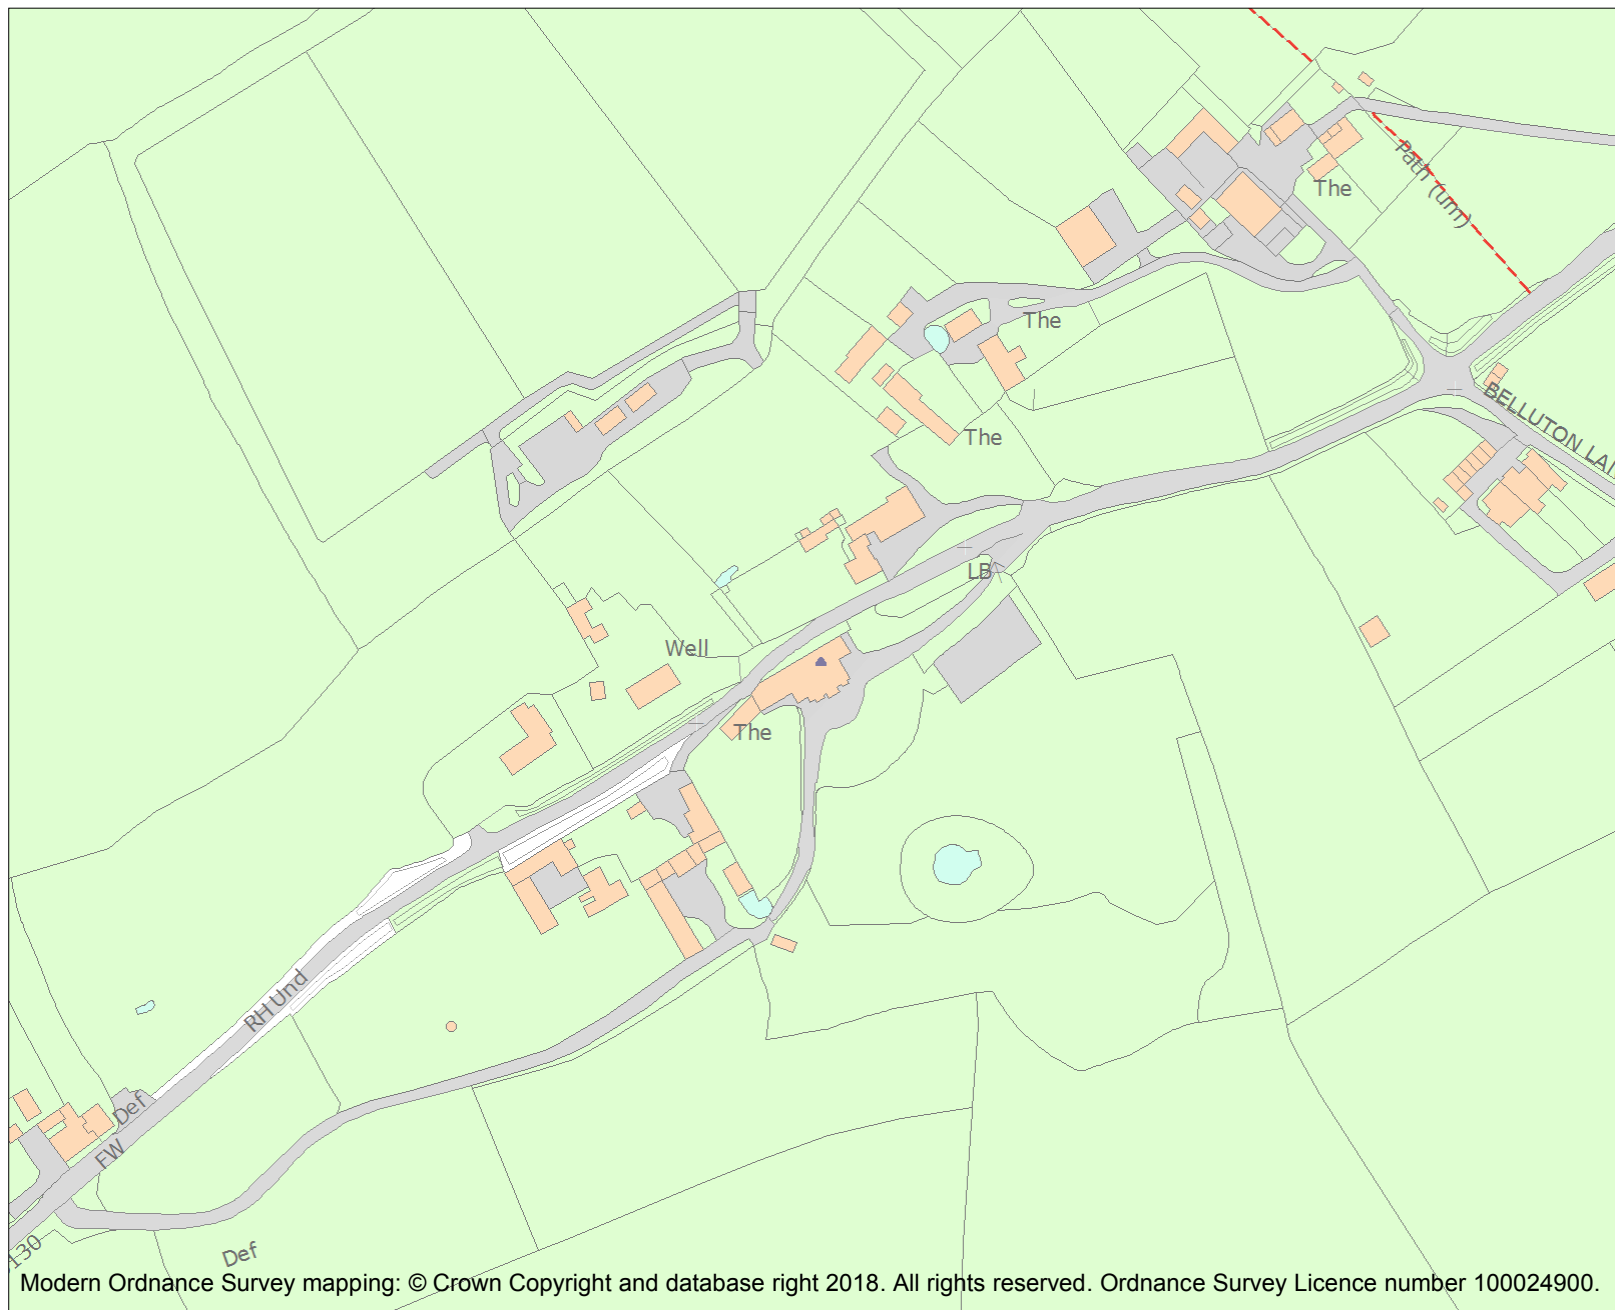 Path (um)
The
The
BELLUTON LA
The
LB
Well
The
RH Und
Def
FW
130
Def
Modern Ordnance Survey mapping: © Crown Copyright and database right 2018. All rights reserved. Ordnance Survey Licence number 100024900.